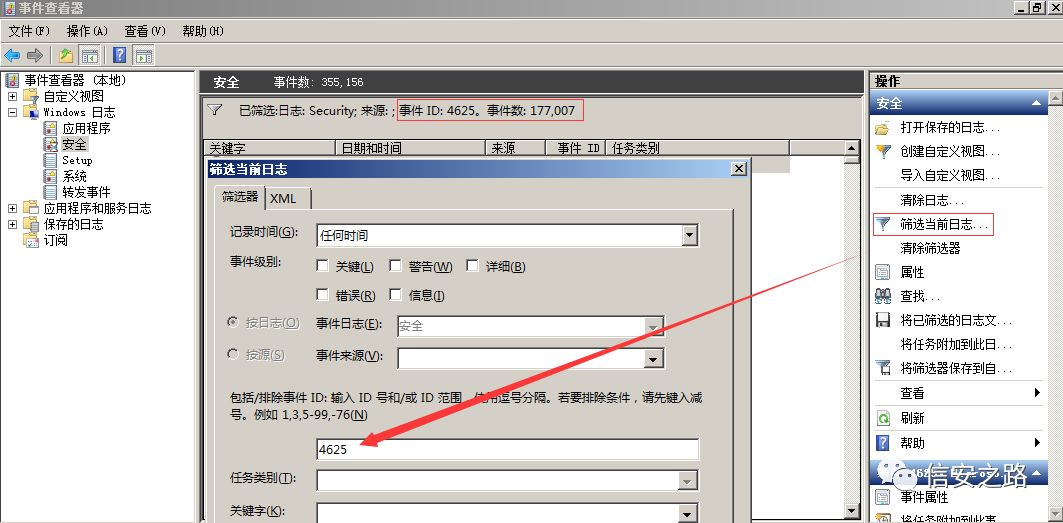 事件查看器
文件(F) 操作(A) 查看(V) 帮助(H)
事件查看器 (本地)
自定义视图
Windows 日志
应用程序
安全
Setup
系统
转发事件
应用程序和服务日志
保存的日志
订阅
安全 事件数: 355,156
已筛选:日志: Security; 来源: ; 事件 ID: 4625。事件数: 177,007
关键字 日期和时间 来源 事件 ID 任务类别
筛选当前日志
筛选器 XML
记录时间(G): 任何时间
事件级别: 关键(L) 警告(W) 详细(B)
错误(R) 信息(I)
按日志(O) 事件日志(E): 安全
按源(S) 事件来源(V):
包括/排除事件 ID: 输入 ID 号和/或 ID 范围，使用逗号分隔。若要排除条件，请先键入减
号。例如 1,3,5-99,-76(N)
4625
任务类别(T):
关键字(K):
操作
安全
打开保存的日志...
创建自定义视图...
导入自定义视图...
清除日志...
筛选当前日志...
清除筛选器
属性
查找...
将已筛选的日志文...
将任务附加到此日...
将筛选器保存到自...
查看
刷新
帮助
信安之路
事件属性
将任务附加到此事